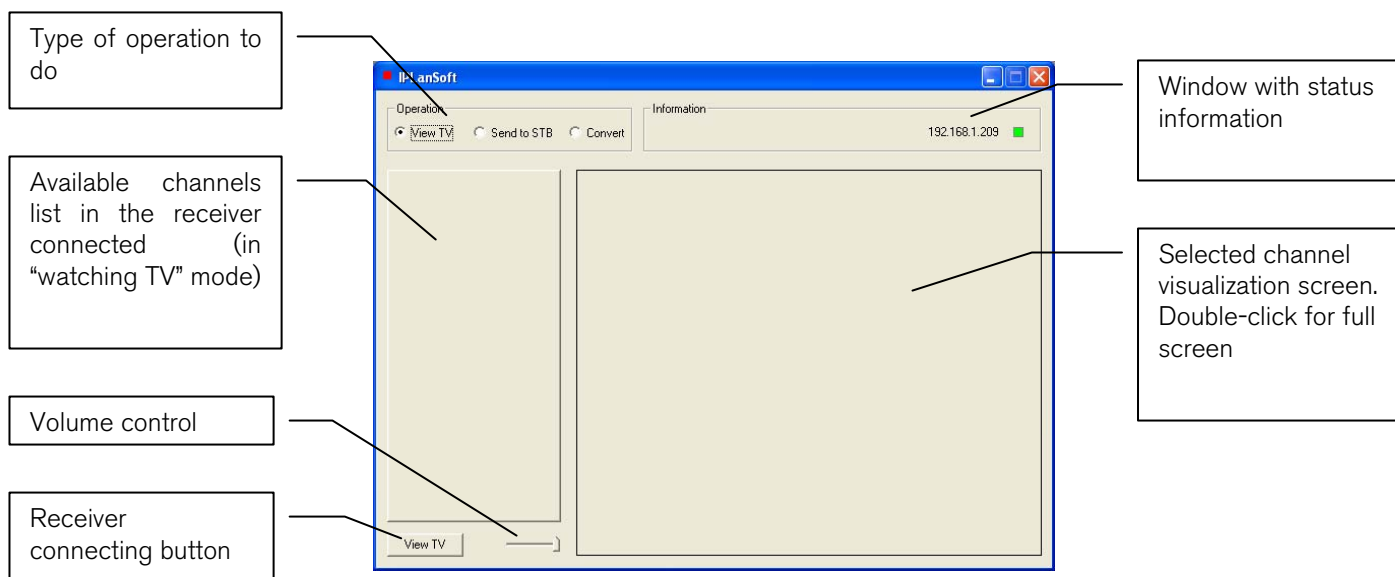 Type of operation to
do
Available channels
list in the receiver
connected (in
“watching TV” mode)
Volume control
Receiver
connecting button
IPLanSoft
Operation
View TV
Send to STB
Convert
Information
192.168.1.209
View TV
Window with status
information
Selected channel
visualization screen.
Double-click for full
screen